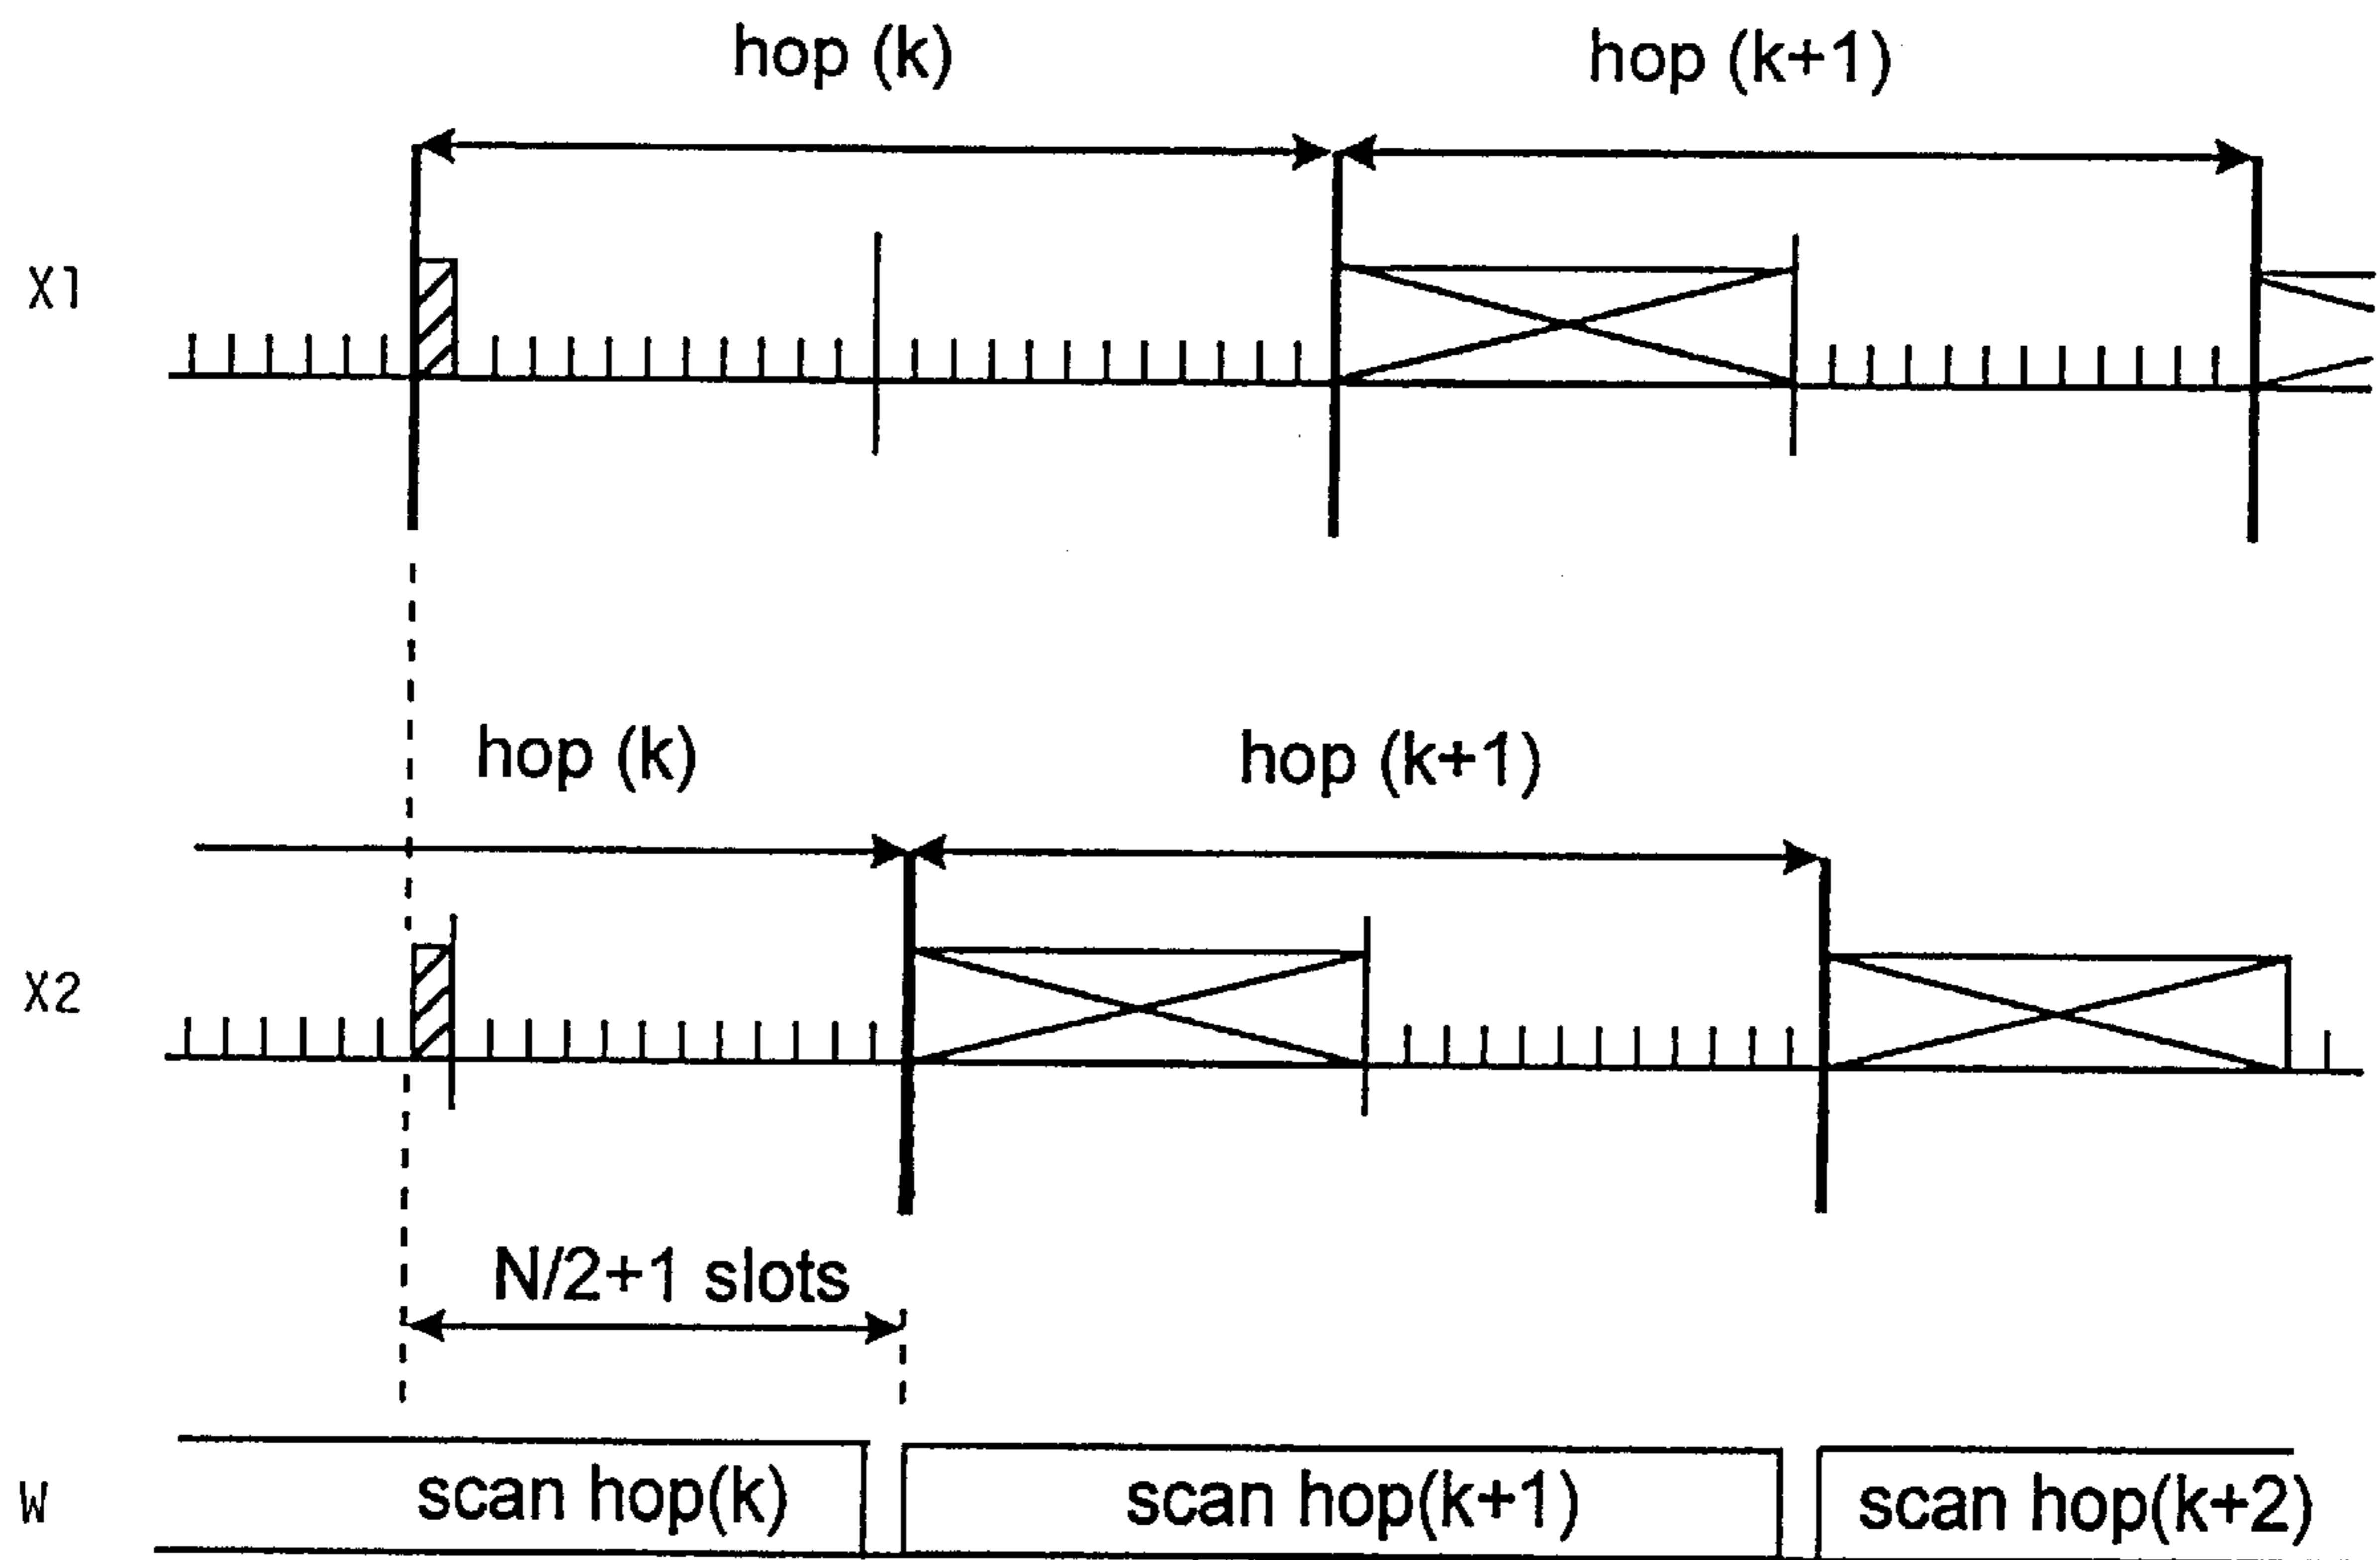 hop (k)
hop (k+1)
X1
hop (k)
hop (k+1)
X2
N/2+1 slots
W
scan hop(k)
scan hop(k+1)
scan hop(k+2)